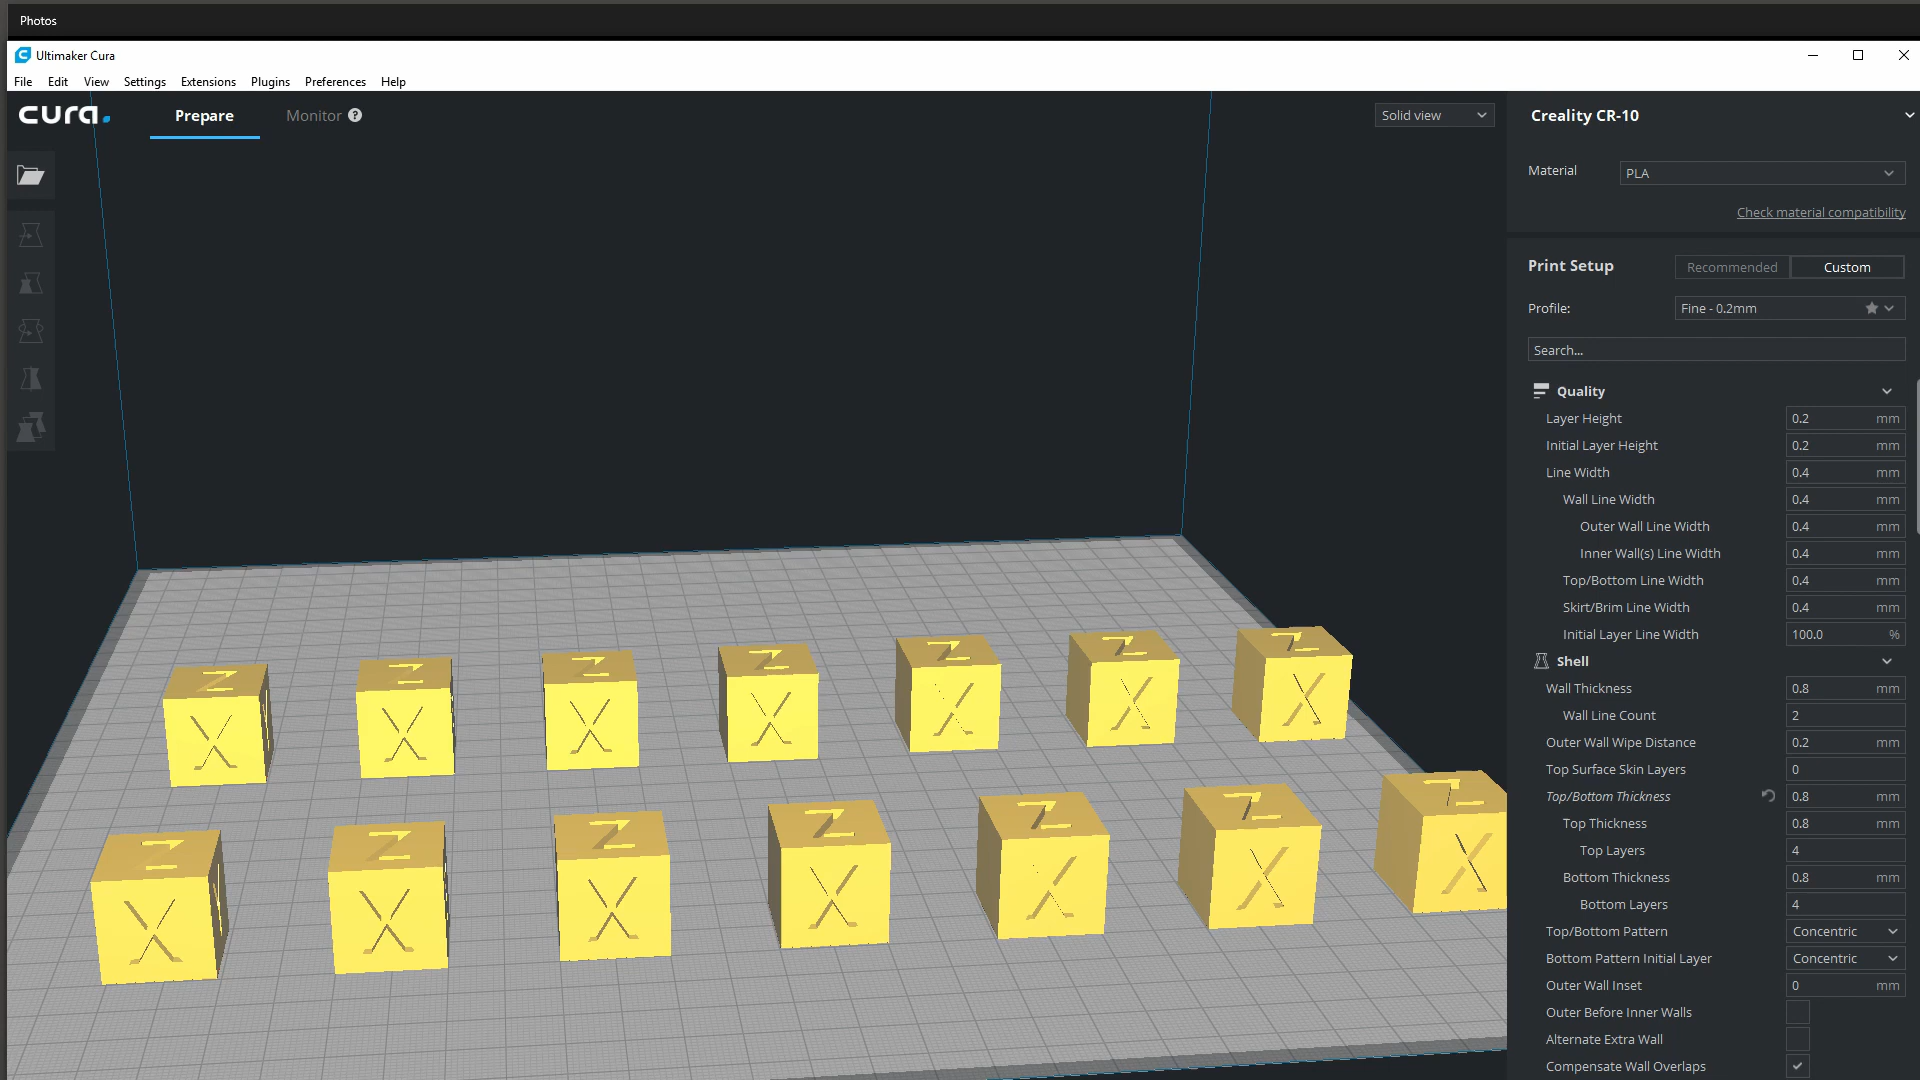 Photos
Ultimaker Cura
File Edit View Settings Extensions Plugins Preferences Help
cura.
Prepare Monitor ?
Solid view
Creality CR-10
Material PLA
Check material compatibility
Print Setup Recommended Custom
Profile: Fine - 0.2mm
Search...
Quality
Layer Height 0.2 mm
Initial Layer Height 0.2 mm
Line Width 0.4 mm
Wall Line Width 0.4 mm
Outer Wall Line Width 0.4 mm
Inner Wall(s) Line Width 0.4 mm
Top/Bottom Line Width 0.4 mm
Skirt/Brim Line Width 0.4 mm
Initial Layer Line Width 100.0 %
Shell
Wall Thickness 0.8 mm
Wall Line Count 2
Outer Wall Wipe Distance 0.2 mm
Top Surface Skin Layers 0
Top/Bottom Thickness 0.8 mm
Top Thickness 0.8 mm
Top Layers 4
Bottom Thickness 0.8 mm
Bottom Layers 4
Top/Bottom Pattern Concentric
Bottom Pattern Initial Layer Concentric
Outer Wall Inset 0 mm
Outer Before Inner Walls
Alternate Extra Wall
Compensate Wall Overlaps
Z Z Z Z Z Z Z
X X X X X X X
Z Z Z Z Z Z Z
X X X X X X X